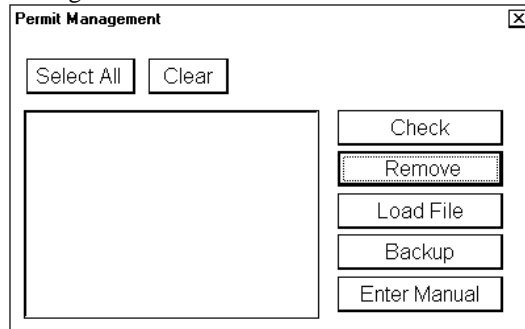 Permit Management
Select All
Clear
Check
Remove
Load File
Backup
Enter Manual